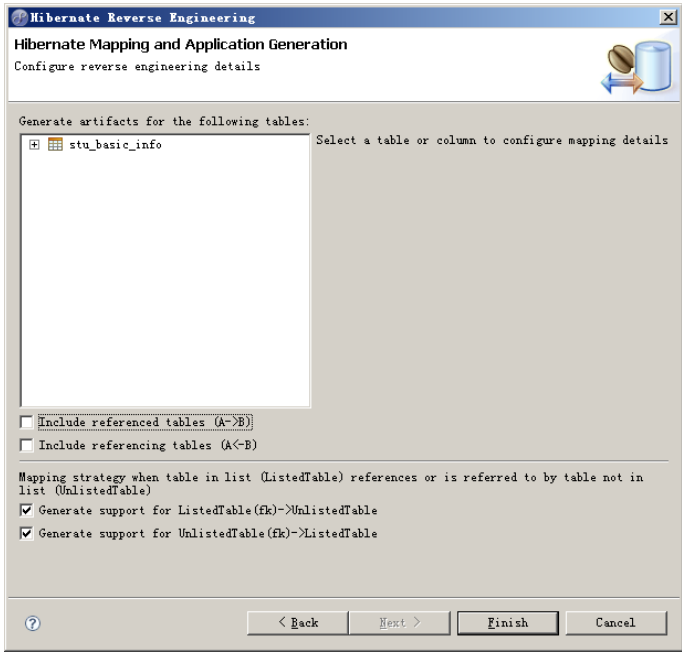 Hibernate Reverse Engineering
Hibernate Mapping and Application Generation
Configure reverse engineering details
Generate artifacts for the following tables:
stu_basic_info
Select a table or column to configure mapping details
Include referenced tables (A->B)
Include referencing tables (A<-B)
Mapping strategy when table in list (ListedTable) references or is referred to by table not in
list (UnlistedTable)
Generate support for ListedTable(fk)->UnlistedTable
Generate support for UnlistedTable(fk)->ListedTable
?
< Back
Next >
Finish
Cancel